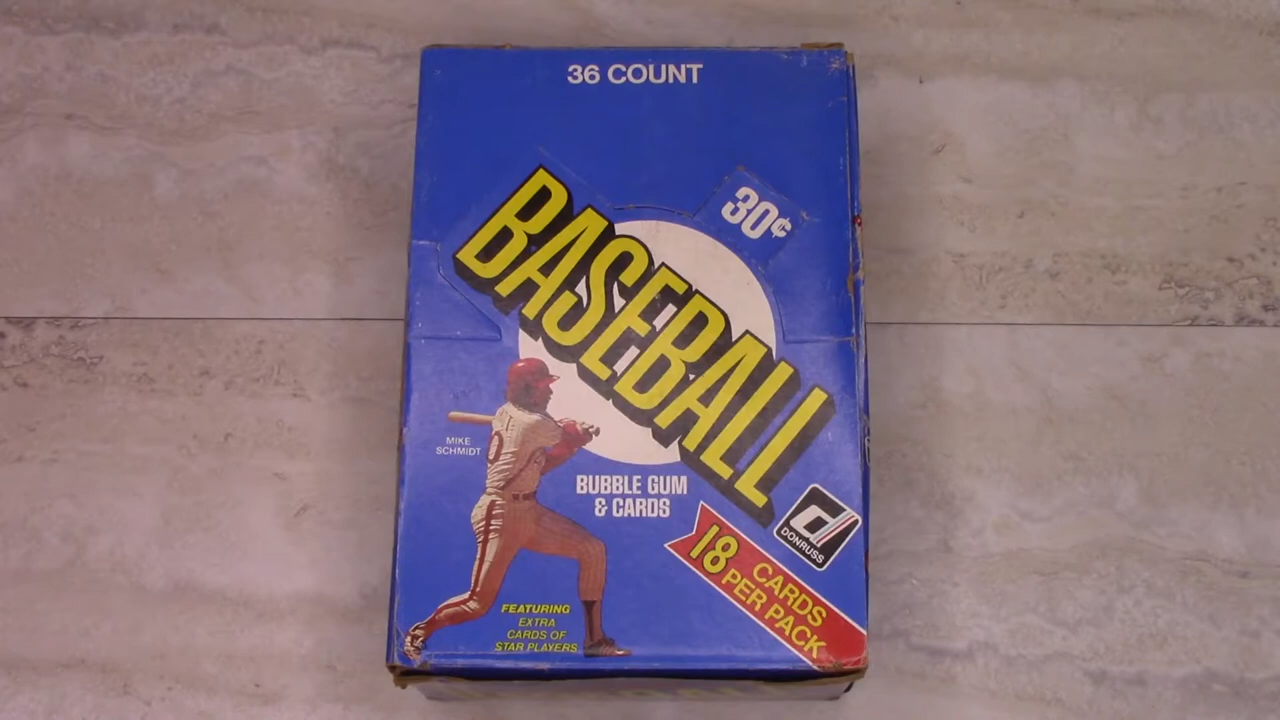 36 COUNT
30¢
BASEBALL
MIKE
SCHMIDT
BUBBLE GUM
& CARDS
DONRUSS
18 CARDS
PER PACK
FEATURING
EXTRA
CARDS OF
STAR PLAYERS